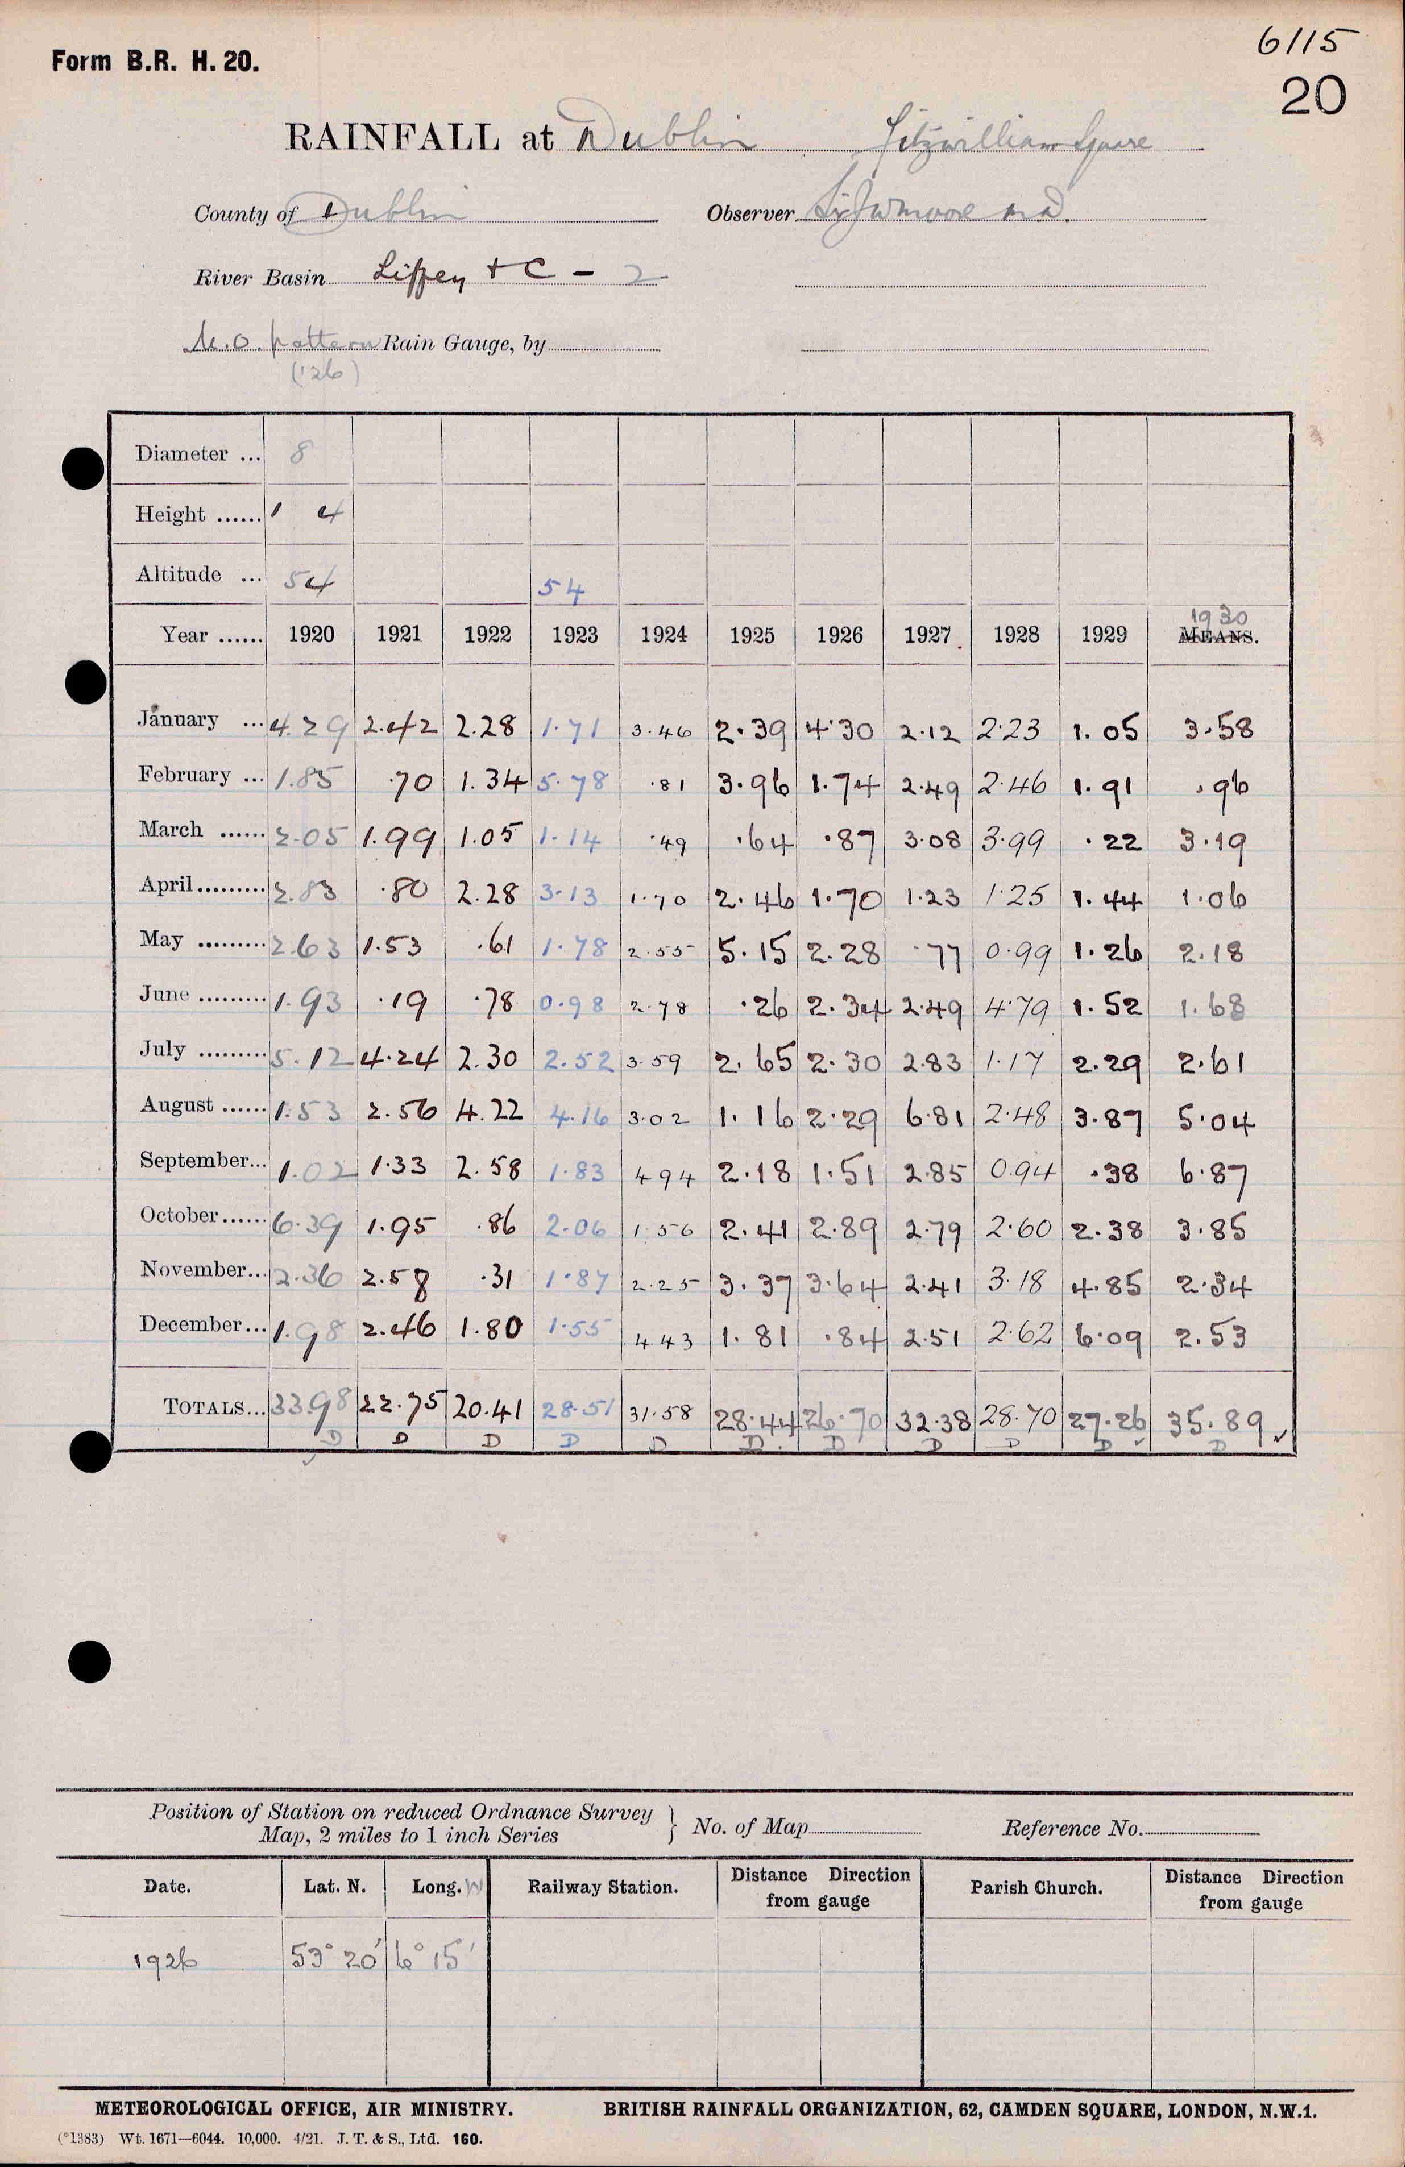 6115
Form B.R. H. 20.
20
RAINFALL at Dublin Fitzwilliam Square
County of Dublin Observer Sir J W Moore M D.
River Basin Liffey + C - 2
M.O. pattern Rain Gauge, by
('26)
Diameter ... 8
Height ...... 1 4
Altitude ... 54 54
1930
Year ...... 1920 1921 1922 1923 1924 1925 1926 1927 1928 1929 MEANS.
January ... 4.29 2.42 2.28 1.71 3.46 2.39 4.30 2.12 2.23 1.05 3.58
February ... 1.85 .70 1.34 5.78 .81 3.96 1.74 2.49 2.46 1.91 .96
March ...... 2.05 1.99 1.05 1.14 .49 .64 .87 3.08 3.99 .22 3.19
April......... 2.83 .80 2.28 3.13 1.70 2.46 1.70 1.23 1.25 1.44 1.06
May ......... 2.63 1.53 .61 1.78 2.55 5.15 2.28 .77 0.99 1.26 2.18
June ......... 1.93 .19 .78 0.98 2.78 .26 2.34 2.49 4.79 1.52 1.68
July ......... 5.12 4.24 2.30 2.52 3.59 2.65 2.30 2.83 1.17 2.29 2.61
August ...... 1.53 2.56 4.22 4.16 3.02 1.16 2.29 6.81 2.48 3.87 5.04
September... 1.02 1.33 2.58 1.83 4.94 2.18 1.51 2.85 0.94 .38 6.87
October...... 6.39 1.95 .86 2.06 1.56 2.41 2.89 2.79 2.60 2.38 3.85
November... 2.36 2.58 .31 1.87 2.25 3.37 3.64 2.41 3.18 4.85 2.34
December... 1.98 2.46 1.80 1.55 4.43 1.81 .84 2.51 2.62 6.09 2.53
TOTALS... 33.98 22.75 20.41 28.51 31.58 28.44 26.70 32.38 28.70 27.26 35.89 ✓
D D D D D D D D D D D
Position of Station on reduced Ordnance Survey
Map, 2 miles to 1 inch Series } No. of Map Reference No.
Date. Lat. N. Long. W Railway Station. Distance Direction from gauge Parish Church. Distance Direction from gauge
1926 53° 20' 6° 15'
METEOROLOGICAL OFFICE, AIR MINISTRY. BRITISH RAINFALL ORGANIZATION, 62, CAMDEN SQUARE, LONDON, N.W.1.
(*1383) Wt. 1671—6044. 10,000. 4/21. J. T. & S., Ltd. 160.